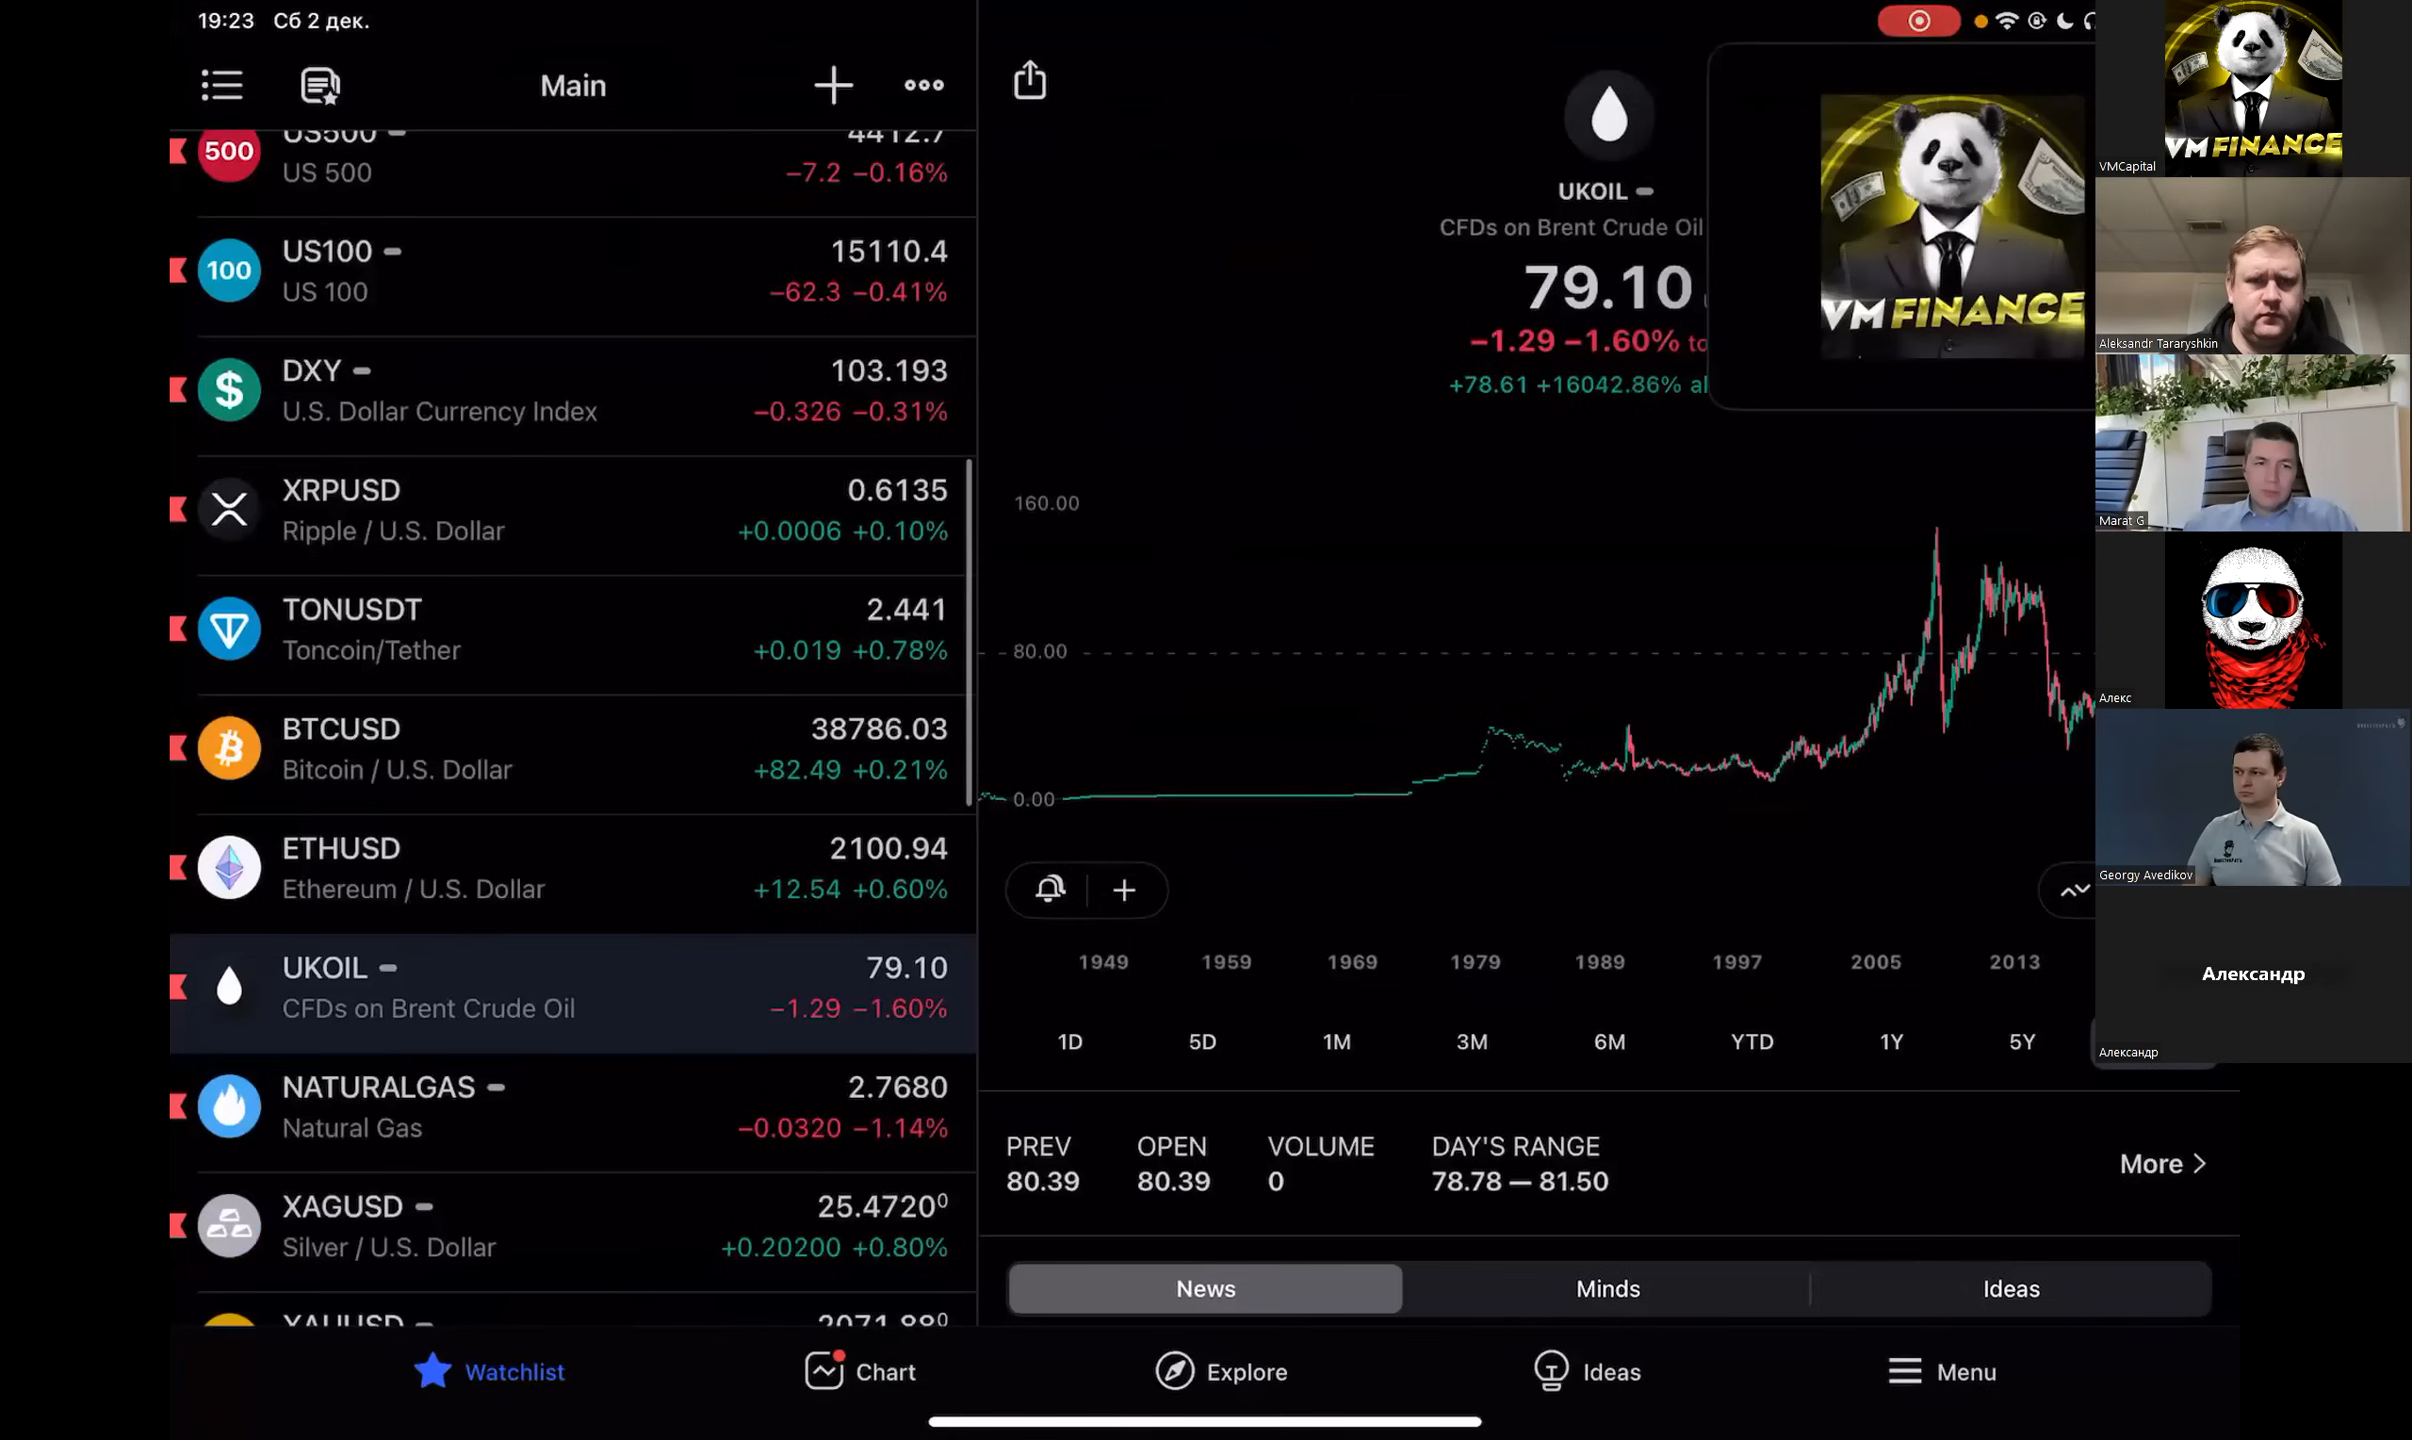 19:23 Сб 2 дек.
Main
500 US500 4412.7
US 500 −7.2 −0.16%
100 US100 15110.4
US 100 −62.3 −0.41%
DXY 103.193
U.S. Dollar Currency Index −0.326 −0.31%
XRPUSD 0.6135
Ripple / U.S. Dollar +0.0006 +0.10%
TONUSDT 2.441
Toncoin/Tether +0.019 +0.78%
BTCUSD 38786.03
Bitcoin / U.S. Dollar +82.49 +0.21%
ETHUSD 2100.94
Ethereum / U.S. Dollar +12.54 +0.60%
UKOIL 79.10
CFDs on Brent Crude Oil −1.29 −1.60%
NATURALGAS 2.7680
Natural Gas −0.0320 −1.14%
XAGUSD 25.4720⁰
Silver / U.S. Dollar +0.20200 +0.80%
XAUUSD 2071.88⁰
UKOIL
CFDs on Brent Crude Oil
79.10
−1.29 −1.60% to
+78.61 +16042.86% al
VM FINANCE
160.00
80.00
0.00
1949 1959 1969 1979 1989 1997 2005 2013
1D 5D 1M 3M 6M YTD 1Y 5Y
PREV OPEN VOLUME DAY'S RANGE
80.39 80.39 0 78.78 — 81.50
More
News Minds Ideas
Watchlist Chart Explore Ideas Menu
VM FINANCE
VMCapital
Aleksandr Tararyshkin
Marat G
Алекс
Georgy Avedikov
Александр
Александр